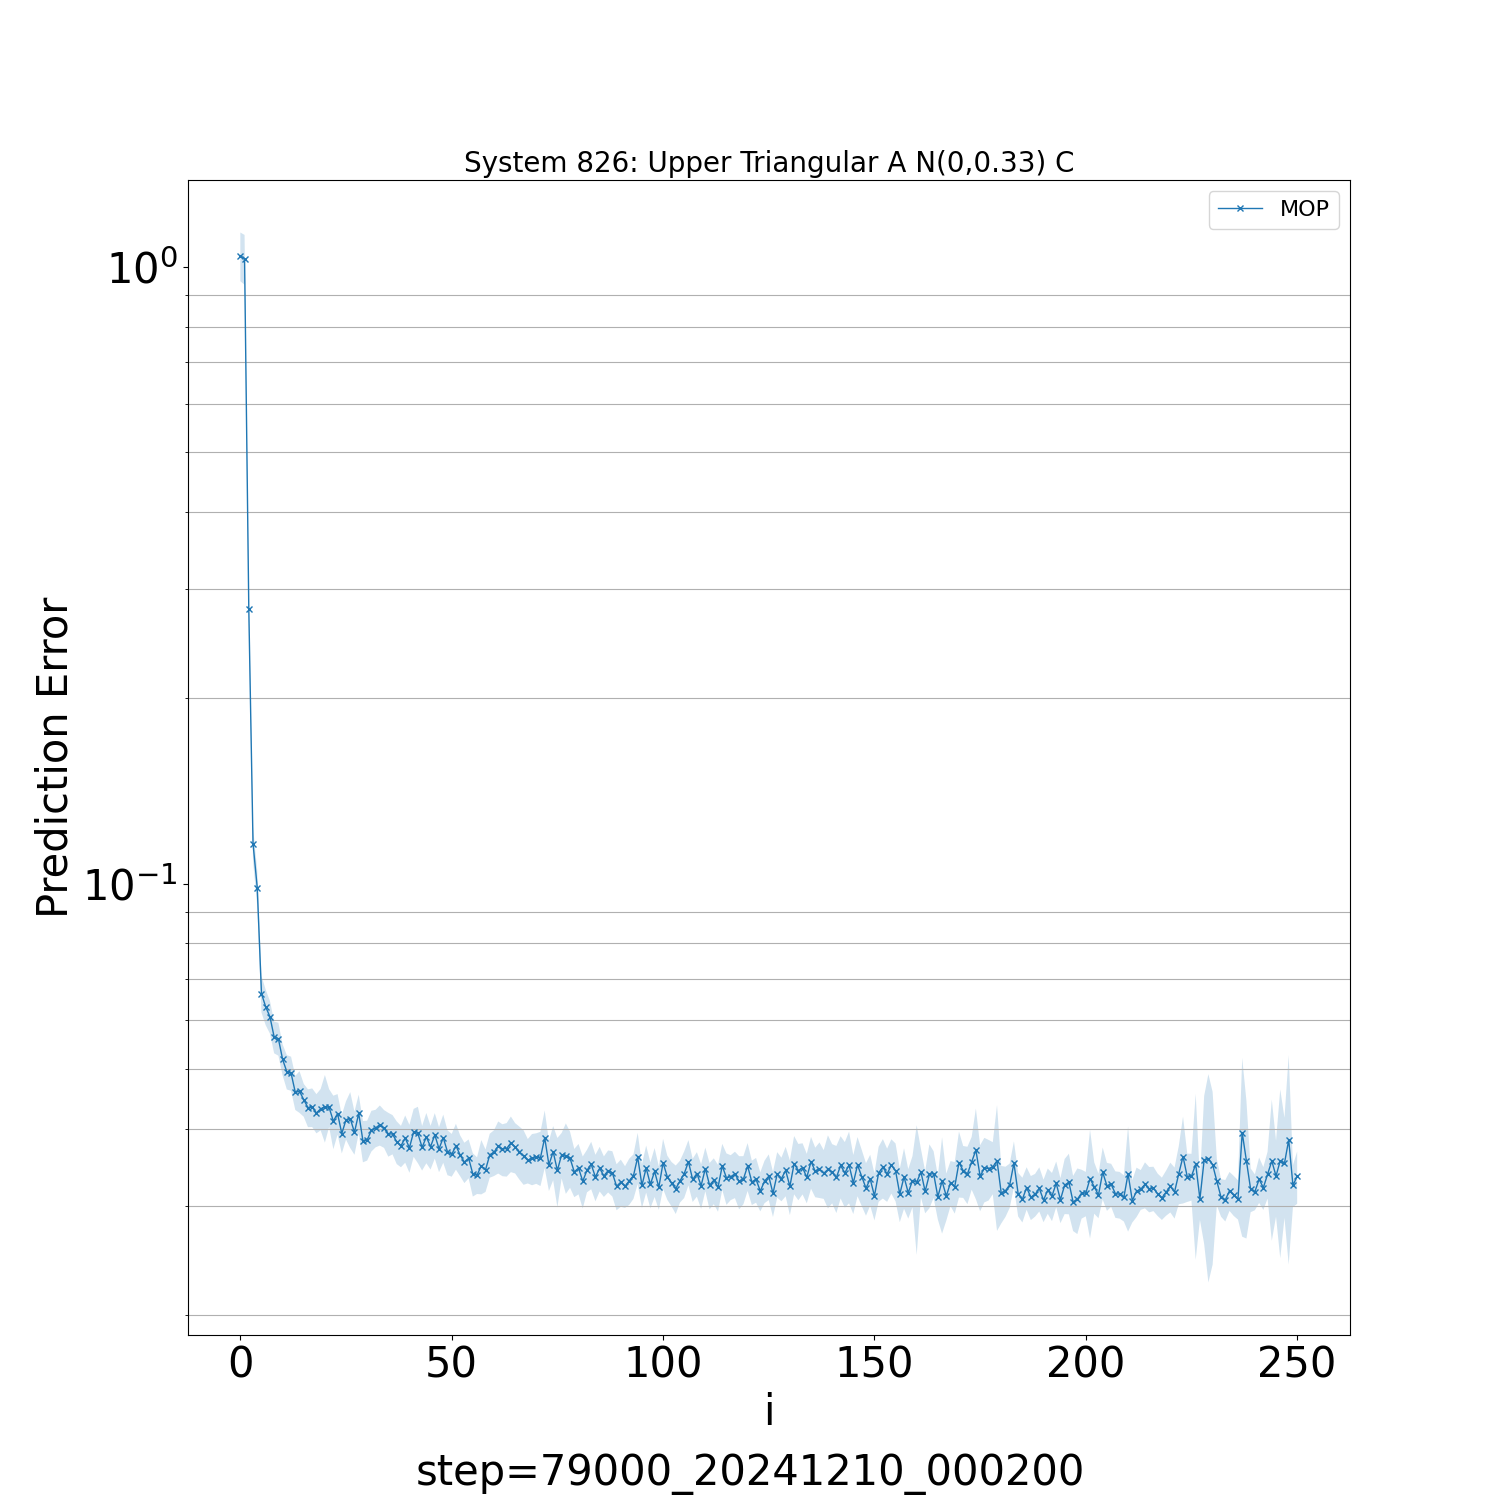 System 826: Upper Triangular A N(0,0.33) C
MOP
10⁰
10⁻¹
Prediction Error
0 50 100 150 200 250
i
step=79000_20241210_000200